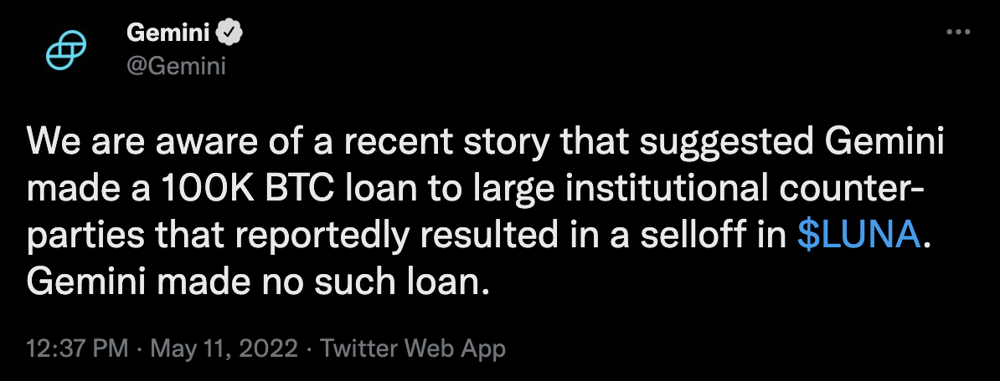 Gemini
@Gemini
We are aware of a recent story that suggested Gemini
made a 100K BTC loan to large institutional counter-
parties that reportedly resulted in a selloff in $LUNA.
Gemini made no such loan.
12:37 PM · May 11, 2022 · Twitter Web App